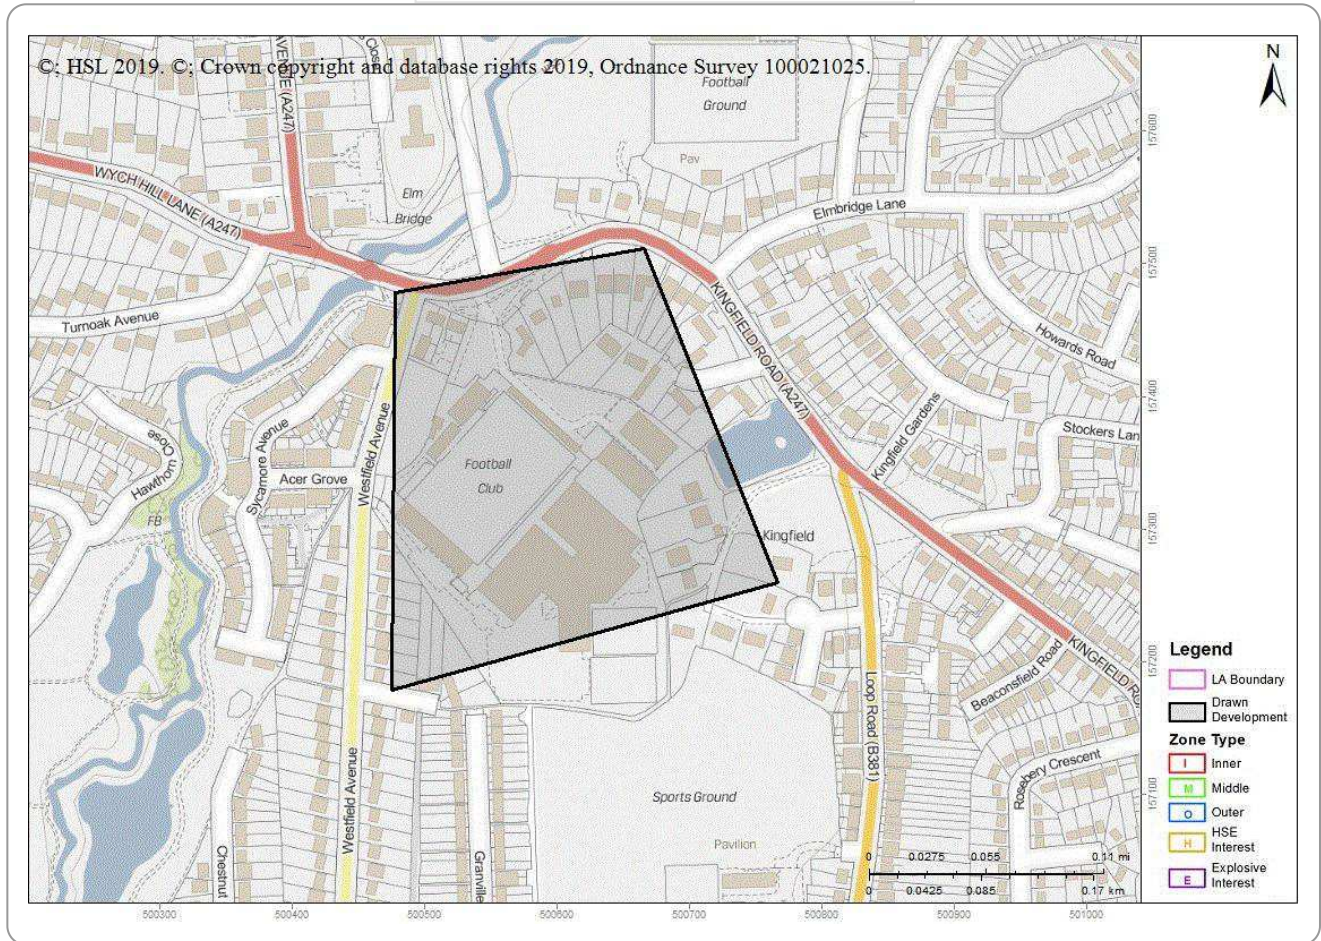 ©; HSL 2019. ©; Crown copyright and database rights 2019, Ordnance Survey 100021025.
N
AVENUE (A247)
s Close
Football
Ground
Pav
WYCH HILL LANE (A247)
Elm
Bridge
Elmbridge Lane
Turnoak Avenue
KINGFIELD ROAD (A247)
Howards Road
Hawthorn Close
Sycamore Avenue
Acer Grove
Westfield Avenue
Football
Club
Kingfield Gardens
Stockers Lan
FB
Kingfield
Loop Road (B381)
Beaconsfield Road
KINGFIELD RO
Rosebery Crescent
Westfield Avenue
Sports Ground
Pavilion
Chestnut
Granville
157600
157500
157400
157300
157200
157100
0 0.0275 0.055 0.11 mi
0 0.0425 0.085 0.17 km
500300 500400 500500 500600 500700 500800 500900 501000
Legend
LA Boundary
Drawn
Development
Zone Type
I Inner
M Middle
O Outer
HSE
H Interest
Explosive
E Interest